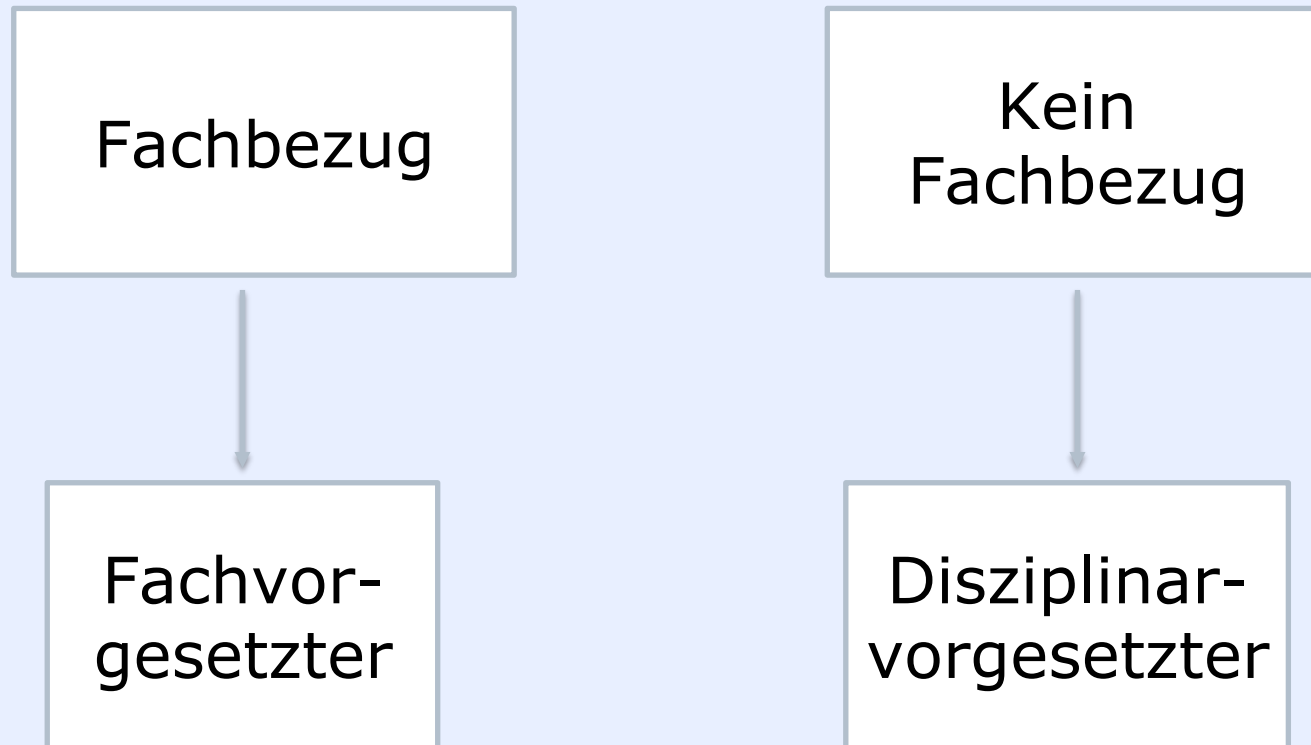 Fachbezug
Kein
Fachbezug
Fachvor-
gesetzter
Disziplinar-
vorgesetzter